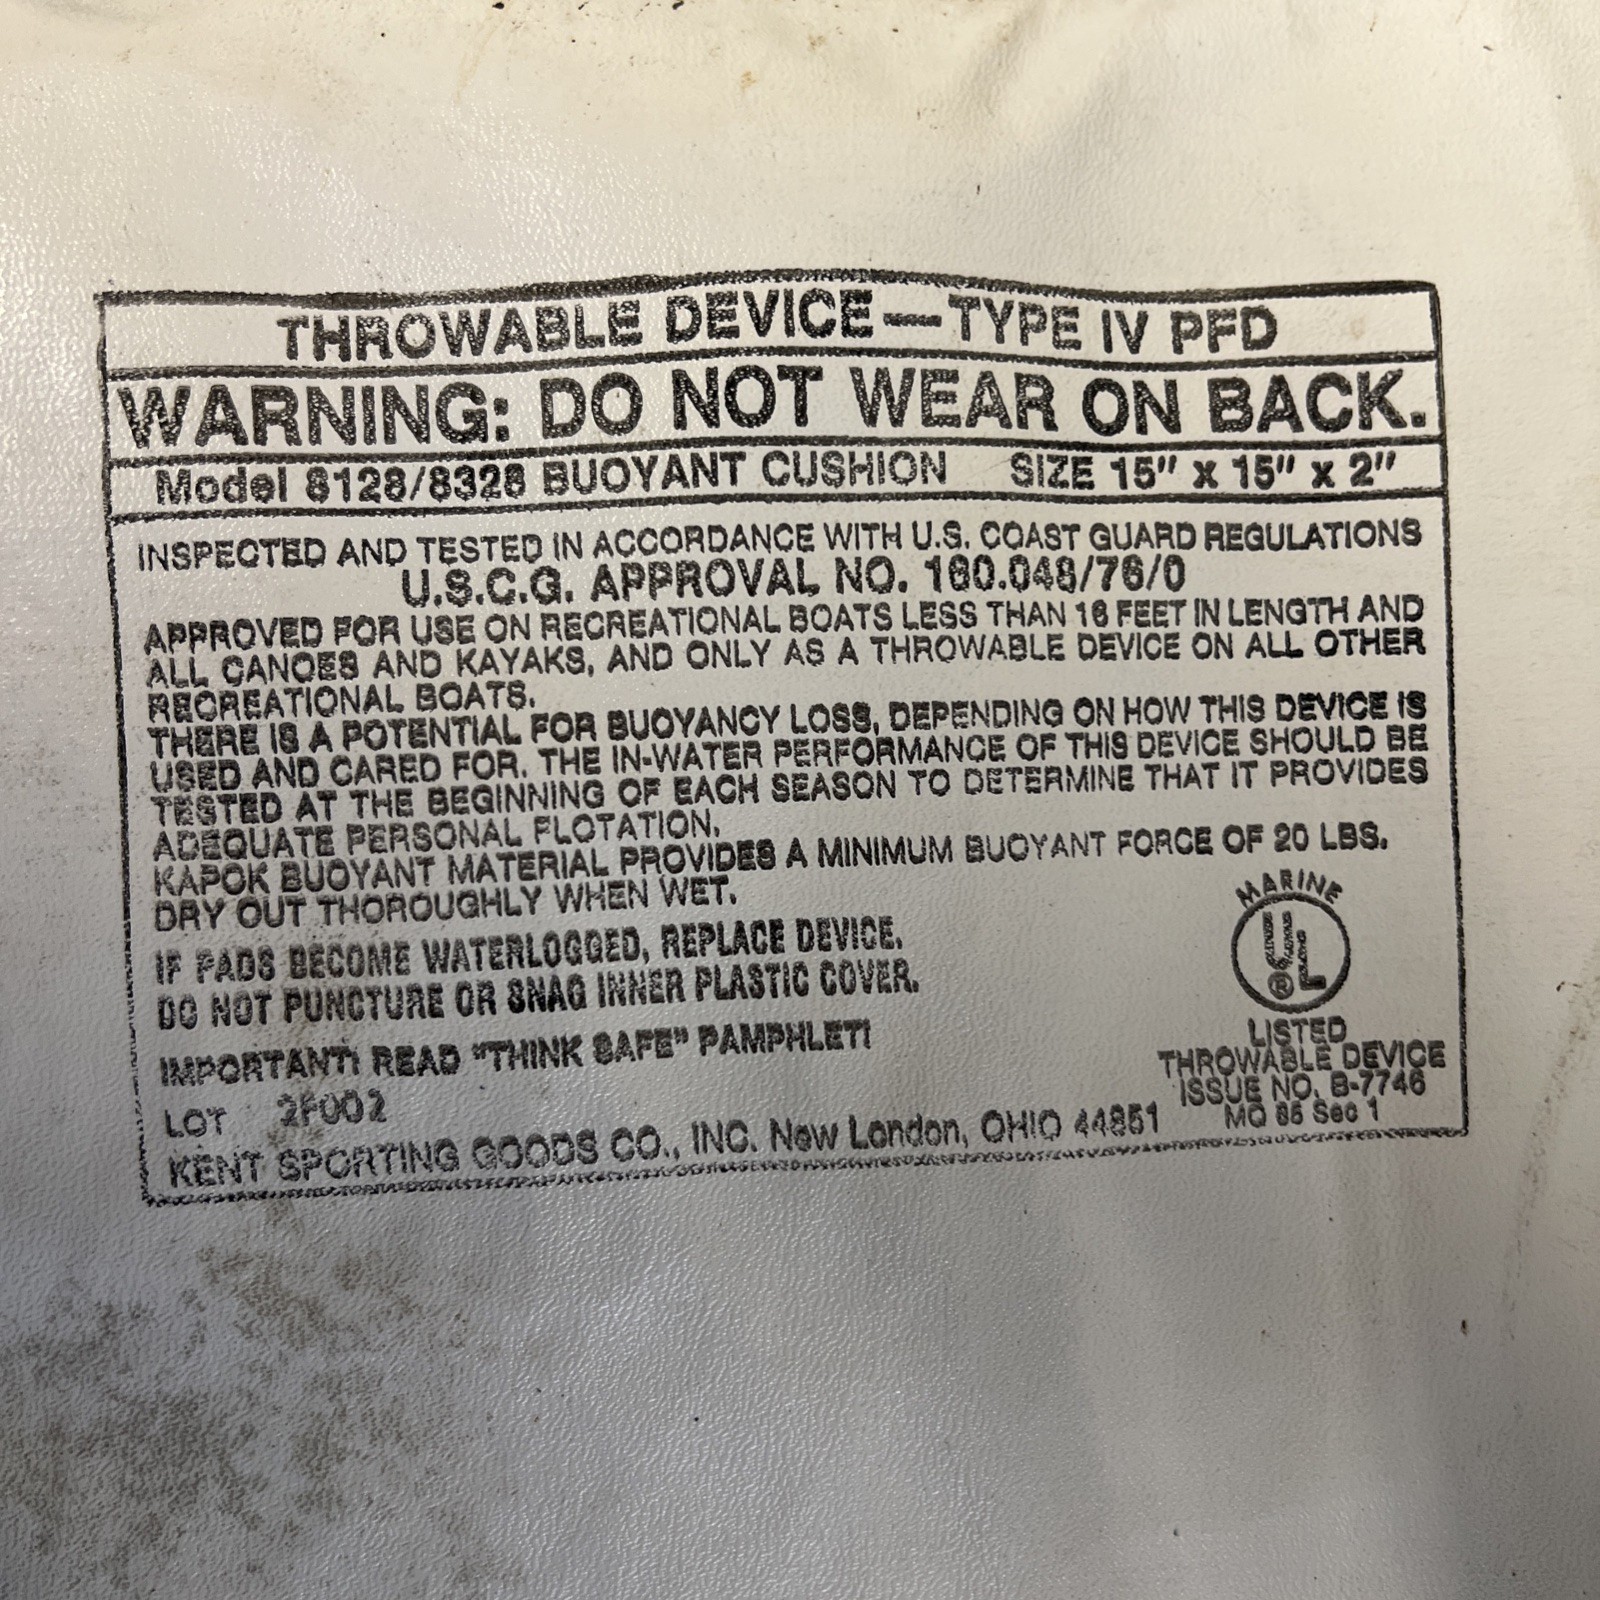 THROWABLE DEVICE—TYPE IV PFD
WARNING: DO NOT WEAR ON BACK.
Model 8128/8328 BUOYANT CUSHION SIZE 15" x 15" x 2"
INSPECTED AND TESTED IN ACCORDANCE WITH U.S. COAST GUARD REGULATIONS
U.S.C.G. APPROVAL NO. 160.048/76/0
APPROVED FOR USE ON RECREATIONAL BOATS LESS THAN 16 FEET IN LENGTH AND
ALL CANOES AND KAYAKS, AND ONLY AS A THROWABLE DEVICE ON ALL OTHER
RECREATIONAL BOATS.
THERE IS A POTENTIAL FOR BUOYANCY LOSS, DEPENDING ON HOW THIS DEVICE IS
USED AND CARED FOR. THE IN-WATER PERFORMANCE OF THIS DEVICE SHOULD BE
TESTED AT THE BEGINNING OF EACH SEASON TO DETERMINE THAT IT PROVIDES
ADEQUATE PERSONAL FLOTATION.
KAPOK BUOYANT MATERIAL PROVIDES A MINIMUM BUOYANT FORCE OF 20 LBS.
DRY OUT THOROUGHLY WHEN WET.
IF PADS BECOME WATERLOGGED, REPLACE DEVICE.
DO NOT PUNCTURE OR SNAG INNER PLASTIC COVER.
IMPORTANT! READ "THINK SAFE" PAMPHLET!
LOT 2F002
KENT SPORTING GOODS CO., INC. New London, OHIO 44851
MARINE
UL
®
LISTED
THROWABLE DEVICE
ISSUE NO. B-7746
MQ 85 Sec 1